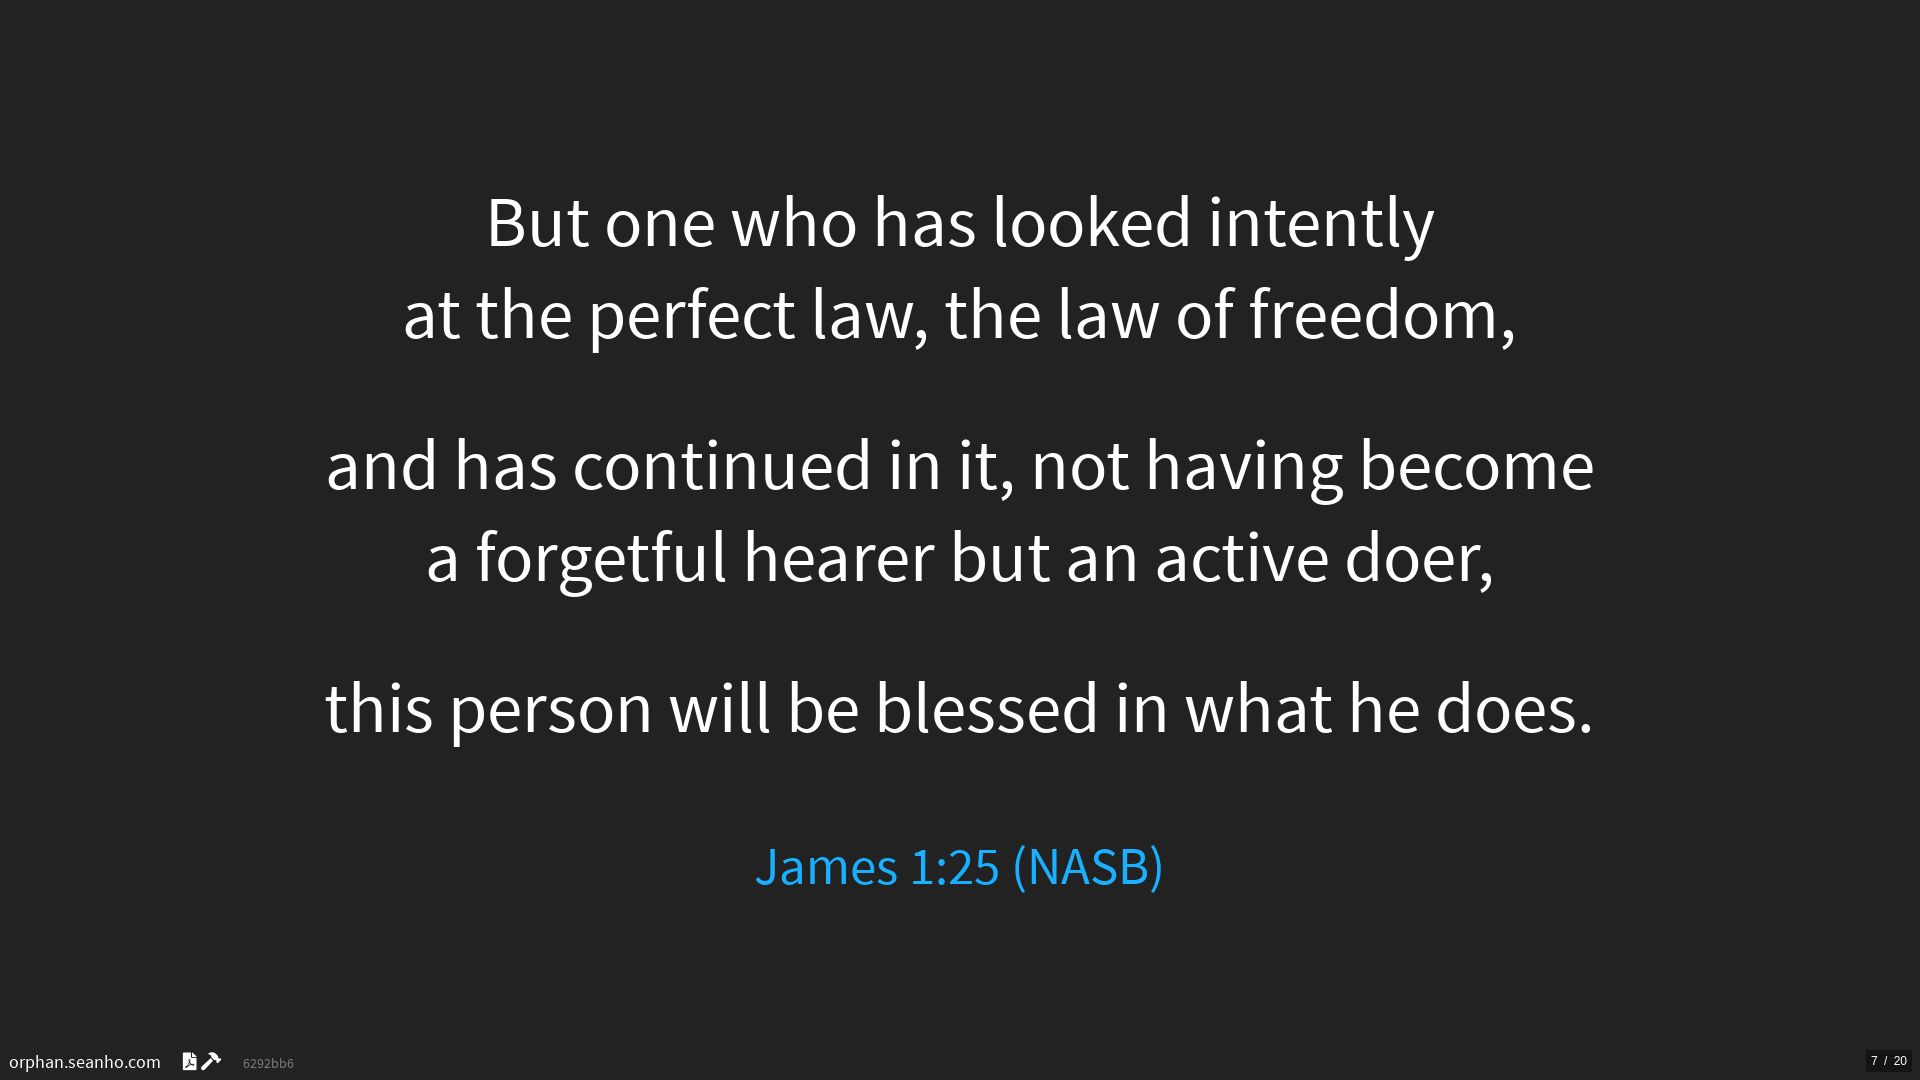 But one who has looked intently
at the perfect law, the law of freedom,
and has continued in it, not having become
a forgetful hearer but an active doer,
this person will be blessed in what he does.
James 1:25 (NASB)
orphan.seanho.com 6292bb6 7 / 20